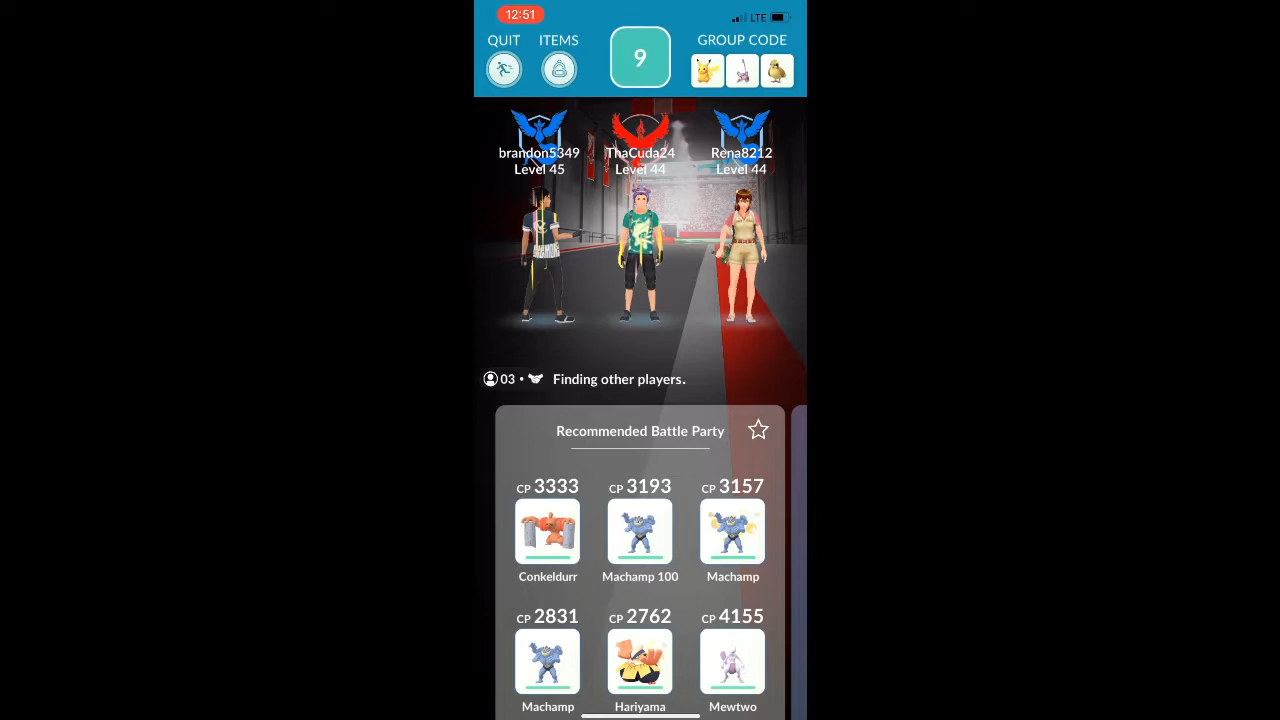 12:51
LTE
QUIT
ITEMS
9
GROUP CODE
brandon5349
Level 45
ThaCuda24
Level 44
Rena8212
Level 44
03 • Finding other players.
Recommended Battle Party
CP 3333
CP 3193
CP 3157
Conkeldurr
Machamp 100
Machamp
CP 2831
CP 2762
CP 4155
Machamp
Hariyama
Mewtwo